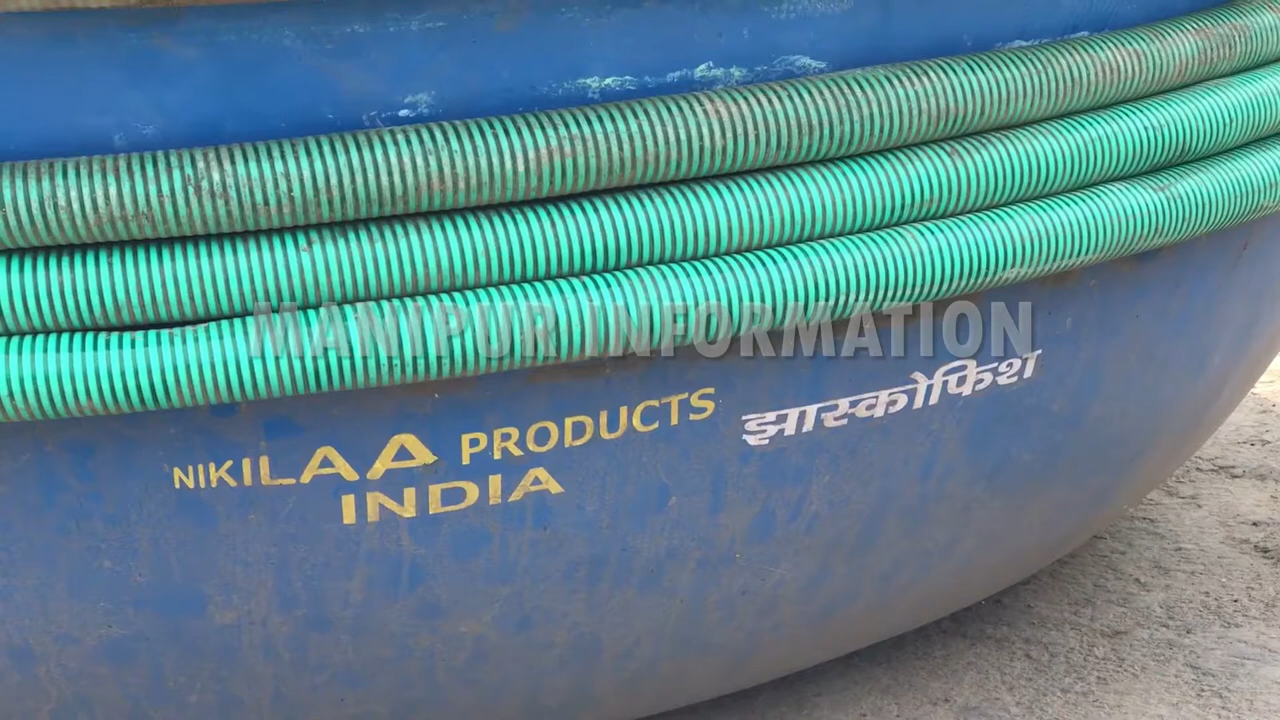 MANIPUR INFORMATION
NIKILAA PRODUCTS झास्कोफिश
INDIA